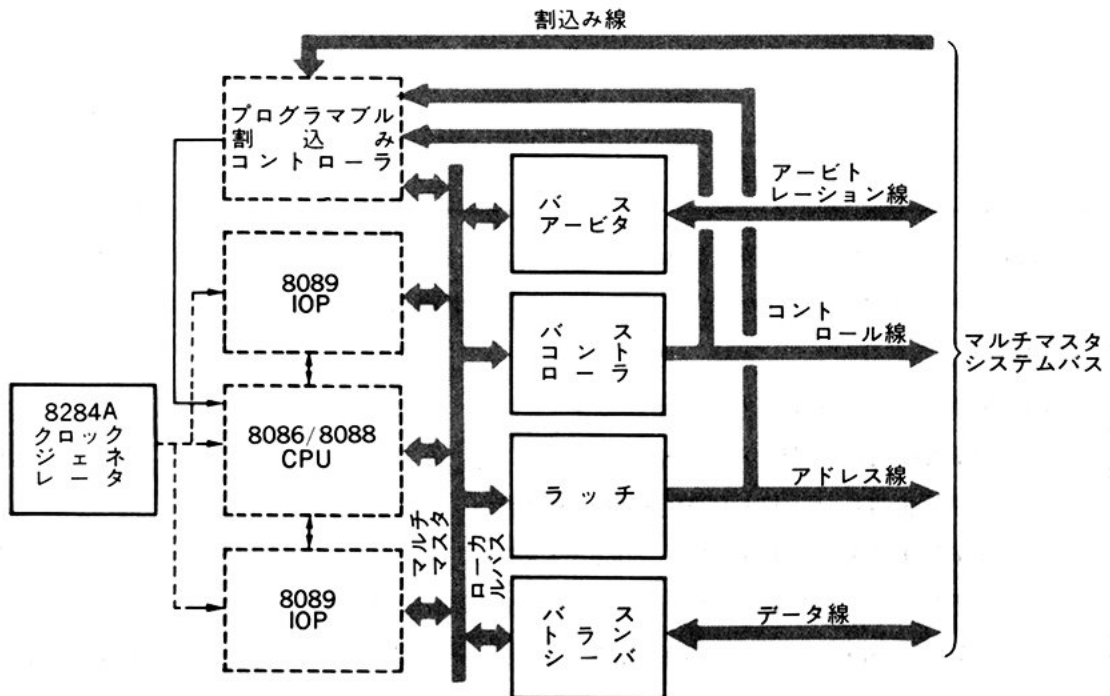 割込み線
プログラマブル
割込み
コントローラ
バス
アービタ
アービト
レーション線
8089
IOP
バス
コント
ローラ
コント
ロール線
マルチマスタ
システムバス
8284A
クロック
ジェネ
レータ
8086/8088
CPU
ラッチ
アドレス線
マルチ
マスタ
ローカ
ルバス
8089
IOP
バス
トラン
シーバ
データ線